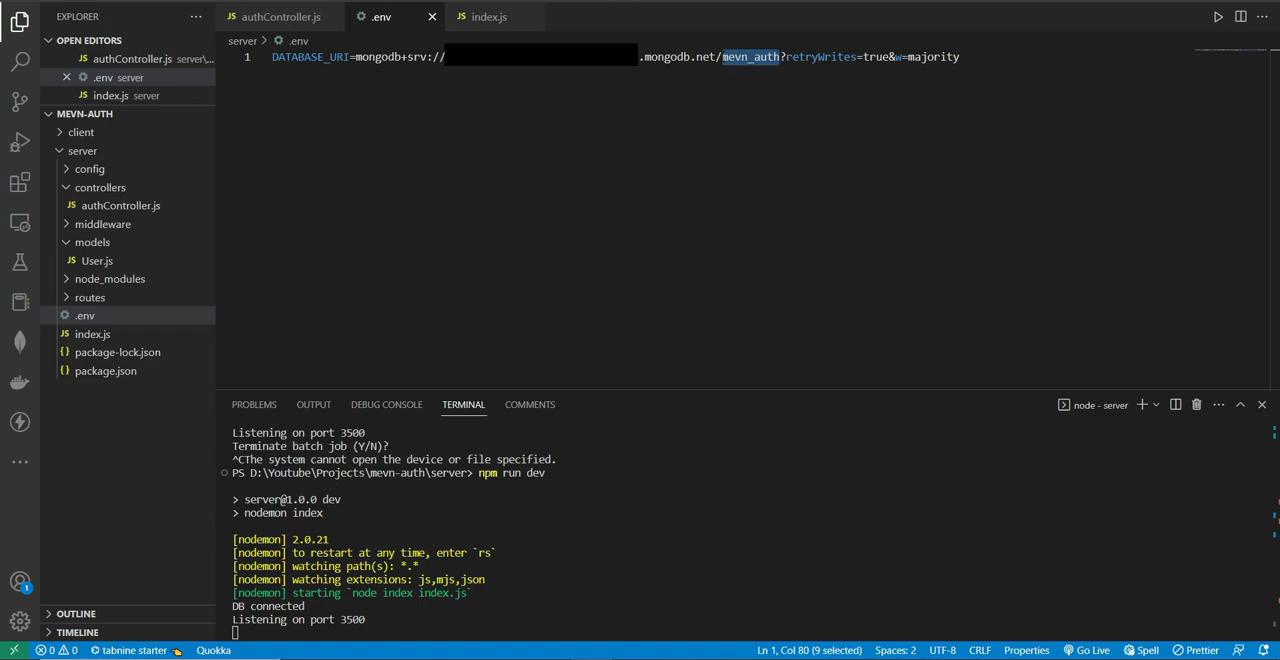 EXPLORER
authController.js
.env
index.js
OPEN EDITORS
authController.js server\...
.env server
index.js server
MEVN-AUTH
client
server
config
controllers
authController.js
middleware
models
User.js
node_modules
routes
.env
index.js
package-lock.json
package.json
OUTLINE
TIMELINE
server > .env
1 DATABASE_URI=mongodb+srv:// .mongodb.net/mevn_auth?retryWrites=true&w=majority
PROBLEMS OUTPUT DEBUG CONSOLE TERMINAL COMMENTS
node - server
Listening on port 3500
Terminate batch job (Y/N)?
^CThe system cannot open the device or file specified.
PS D:\Youtube\Projects\mevn-auth\server> npm run dev
> server@1.0.0 dev
> nodemon index
[nodemon] 2.0.21
[nodemon] to restart at any time, enter `rs`
[nodemon] watching path(s): *.*
[nodemon] watching extensions: js,mjs,json
[nodemon] starting `node index index.js`
DB connected
Listening on port 3500
1
0 0 tabnine starter 👈 Quokka
Ln 1, Col 80 (9 selected) Spaces: 2 UTF-8 CRLF Properties Go Live Spell Prettier